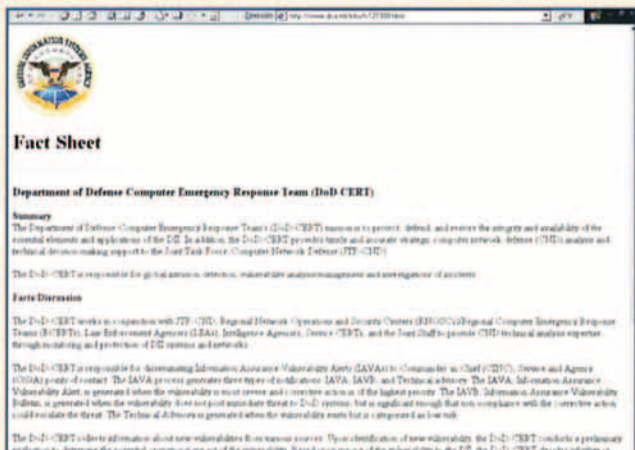 DEFENSE INFORMATION SYSTEMS AGENCY
Fact Sheet
Department of Defense Computer Emergency Response Team (DoD-CERT)
Summary
The Department of Defense Computer Emergency Response Team's (DoD-CERT) mission is to protect, defend, and restore the integrity and availability of the
essential elements and applications of the DII. In addition, the DoD-CERT provides timely and accurate strategic computer network defense (CND) analysis and
technical decision-making support to the Joint Task Force Computer Network Defense (JTF-CND).
The DoD-CERT is responsible for global intrusion detection, vulnerability analysis/management and investigations of incidents.
Facts/Discussion
The DoD-CERT works in conjunction with JTF-CND, Regional Network Operations and Security Centers (RNOSCs)/Regional Computer Emergency Response
Teams (RCERTs), Law Enforcement Agencies (LEAs), Intelligence Agencies, Service CERTs, and the Joint Staff to provide CND technical analysis expertise
through monitoring and protection of DII systems and networks.
The DoD-CERT is responsible for disseminating Information Assurance Vulnerability Alerts (IAVAs) to Commander in Chief (CINC), Service and Agency
points of contact. The IAVA process generates three types of notifications: IAVA, IAVB, and Technical advisory. The IAVA, Information Assurance
Vulnerability Alert, is generated when the vulnerability is most severe and corrective action is of the highest priority. The IAVB, Information Assurance Vulnerability
Bulletin, is generated when the vulnerability does not pose immediate threat to DoD systems, but is significant enough that non-compliance with the corrective action
could escalate the threat. The Technical Advisory is generated when the vulnerability exists but is categorized as low risk.
The DoD-CERT collects information about new vulnerabilities from various sources. Upon identification of new vulnerability, the DoD-CERT conducts a preliminary